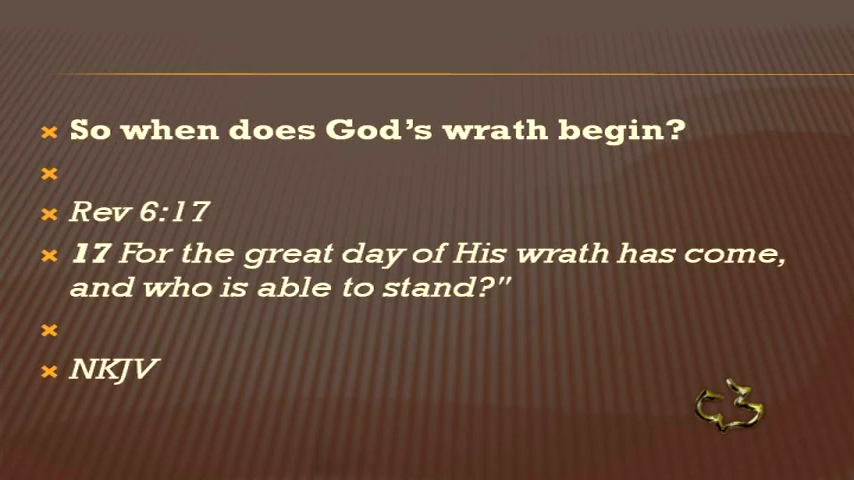 So when does God's wrath begin?
Rev 6:17
17 For the great day of His wrath has come,
and who is able to stand?"
NKJV